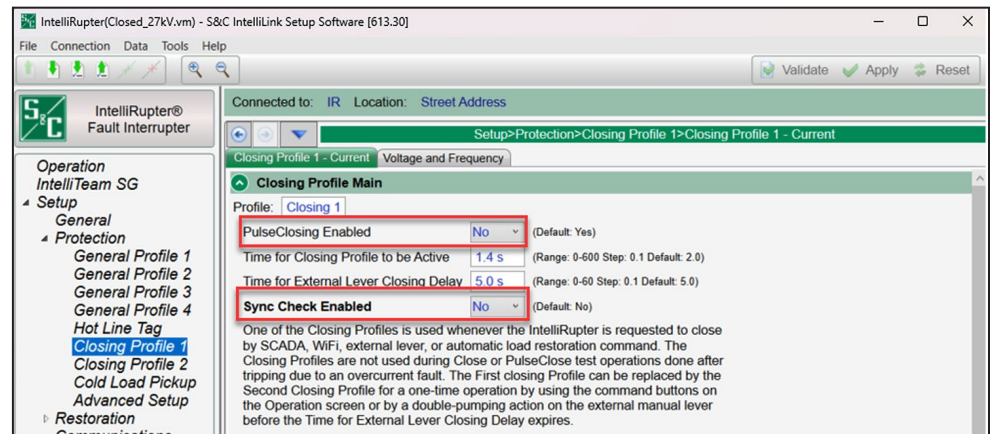 IntelliRupter(Closed_27kV.vm) - S&C IntelliLink Setup Software [613.30]
File Connection Data Tools Help
Validate Apply Reset
S&C
IntelliRupter®
Fault Interrupter
Connected to: IR Location: Street Address
Setup>Protection>Closing Profile 1>Closing Profile 1 - Current
Operation
IntelliTeam SG
Setup
General
Protection
General Profile 1
General Profile 2
General Profile 3
General Profile 4
Hot Line Tag
Closing Profile 1
Closing Profile 2
Cold Load Pickup
Advanced Setup
Restoration
Communications
Closing Profile 1 - Current Voltage and Frequency
Closing Profile Main
Profile: Closing 1
PulseClosing Enabled No (Default: Yes)
Time for Closing Profile to be Active 1.4 s (Range: 0-600 Step: 0.1 Default: 2.0)
Time for External Lever Closing Delay 5.0 s (Range: 0-60 Step: 0.1 Default: 5.0)
Sync Check Enabled No (Default: No)
One of the Closing Profiles is used whenever the IntelliRupter is requested to close
by SCADA, WiFi, external lever, or automatic load restoration command. The
Closing Profiles are not used during Close or PulseClose test operations done after
tripping due to an overcurrent fault. The First closing Profile can be replaced by the
Second Closing Profile for a one-time operation by using the command buttons on
the Operation screen or by a double-pumping action on the external manual lever
before the Time for External Lever Closing Delay expires.